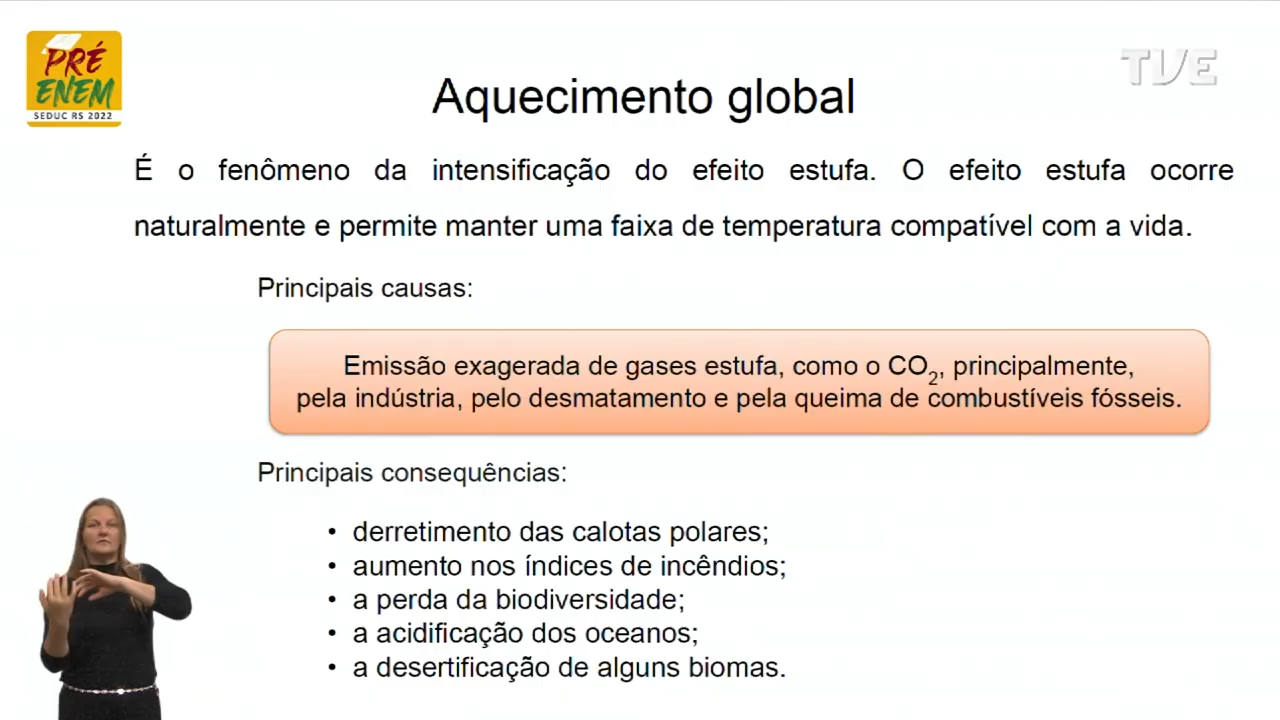 PRÉ
ENEM
SEDUC RS 2022
TVE
Aquecimento global
É o fenômeno da intensificação do efeito estufa. O efeito estufa ocorre
naturalmente e permite manter uma faixa de temperatura compatível com a vida.
Principais causas:
Emissão exagerada de gases estufa, como o CO₂, principalmente,
pela indústria, pelo desmatamento e pela queima de combustíveis fósseis.
Principais consequências:
• derretimento das calotas polares;
• aumento nos índices de incêndios;
• a perda da biodiversidade;
• a acidificação dos oceanos;
• a desertificação de alguns biomas.